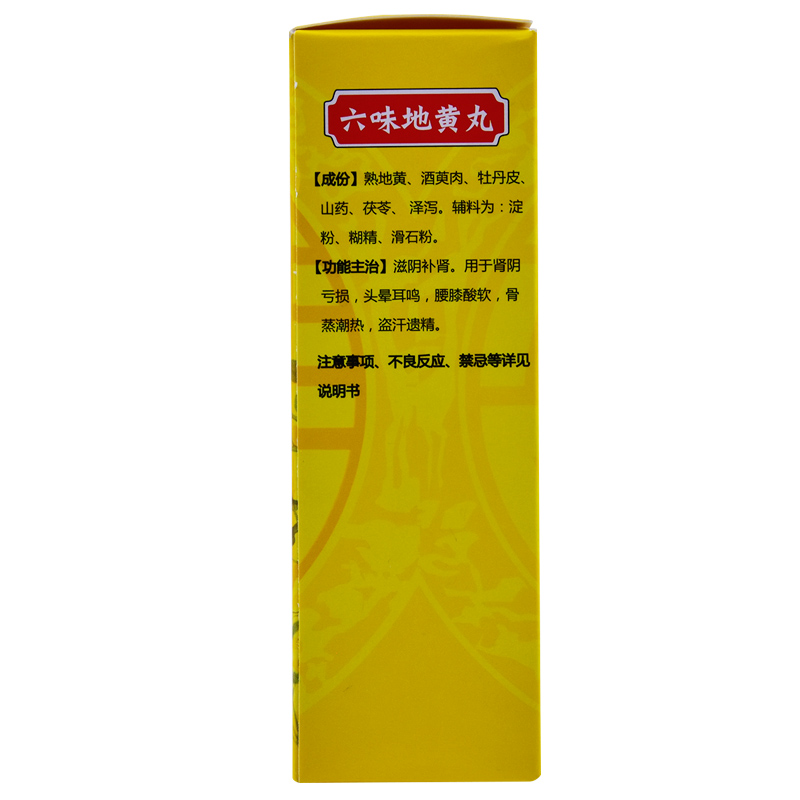 六味地黄丸
【成份】熟地黄、酒萸肉、牡丹皮、
山药、茯苓、 泽泻。辅料为：淀
粉、糊精、滑石粉。
【功能主治】滋阴补肾。用于肾阴
亏损，头晕耳鸣，腰膝酸软，骨
蒸潮热，盗汗遗精。
注意事项、不良反应、禁忌等详见
说明书